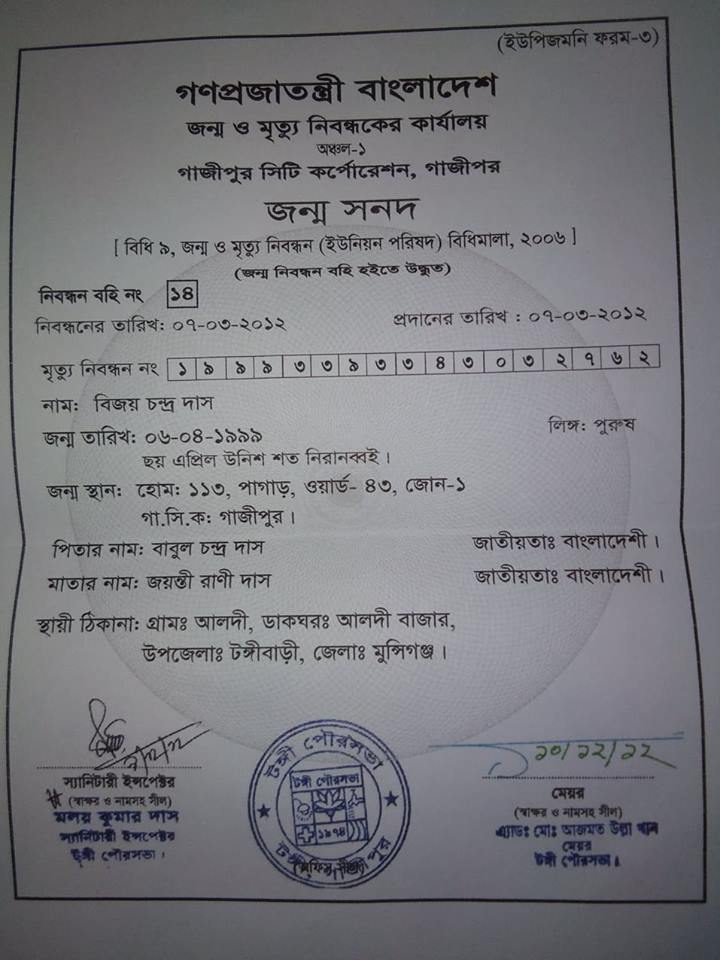 (ইউপিজমনি ফরম-৩)
গণপ্রজাতন্ত্রী বাংলাদেশ
জন্ম ও মৃত্যু নিবন্ধকের কার্যালয়
অঞ্চল-১
গাজীপুর সিটি কর্পোরেশন, গাজীপর
জন্ম সনদ
[ বিধি ৯, জন্ম ও মৃত্যু নিবন্ধন (ইউনিয়ন পরিষদ) বিধিমালা, ২০০৬ ]
(জন্ম নিবন্ধন বহি হইতে উদ্ধৃত)
নিবন্ধন বহি নং ১৪
নিবন্ধনের তারিখ: ০৭-০৩-২০১২ প্রদানের তারিখ : ০৭-০৩-২০১২
মৃত্যু নিবন্ধন নং ১ ৯ ৯ ৯ ৩ ৩ ৯ ৩ ৩ ৪ ৩ ০ ৩ ২ ৭ ৬ ২
নাম: বিজয় চন্দ্র দাস
জন্ম তারিখ: ০৬-০৪-১৯৯৯ লিঙ্গ: পুরুষ
ছয় এপ্রিল উনিশ শত নিরানব্বই।
জন্ম স্থান: হোম: ১১৩, পাগাড়, ওয়ার্ড- ৪৩, জোন-১
গা.সি.ক: গাজীপুর।
পিতার নাম: বাবুল চন্দ্র দাস জাতীয়তাঃ বাংলাদেশী।
মাতার নাম: জয়ন্তী রাণী দাস জাতীয়তাঃ বাংলাদেশী।
স্থায়ী ঠিকানা: গ্রামঃ আলদী, ডাকঘরঃ আলদী বাজার,
উপজেলাঃ টঙ্গীবাড়ী, জেলাঃ মুন্সিগঞ্জ।
স্যানিটারী ইন্সপেক্টর
(স্বাক্ষর ও নামসহ সীল)
মলয় কুমার দাস
স্যানিটারী ইন্সপেক্টর
টঙ্গী পৌরসভা।
টঙ্গী পৌরসভা
টঙ্গী পৌরসভা
১৯৭৪
২০/১২/১২
মেয়র
(স্বাক্ষর ও নামসহ সীল)
এ্যাডঃ মোঃ আজমত উল্লা খান
মেয়র
টঙ্গী পৌরসভা।